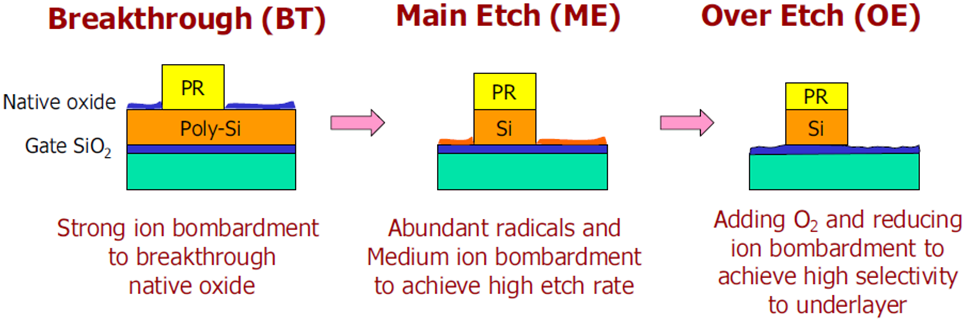 Breakthrough (BT)
Main Etch (ME)
Over Etch (OE)
PR
Native oxide
Poly-Si
Gate SiO₂
PR
Si
PR
Si
Strong ion bombardment
to breakthrough
native oxide
Abundant radicals and
Medium ion bombardment
to achieve high etch rate
Adding O₂ and reducing
ion bombardment to
achieve high selectivity
to underlayer